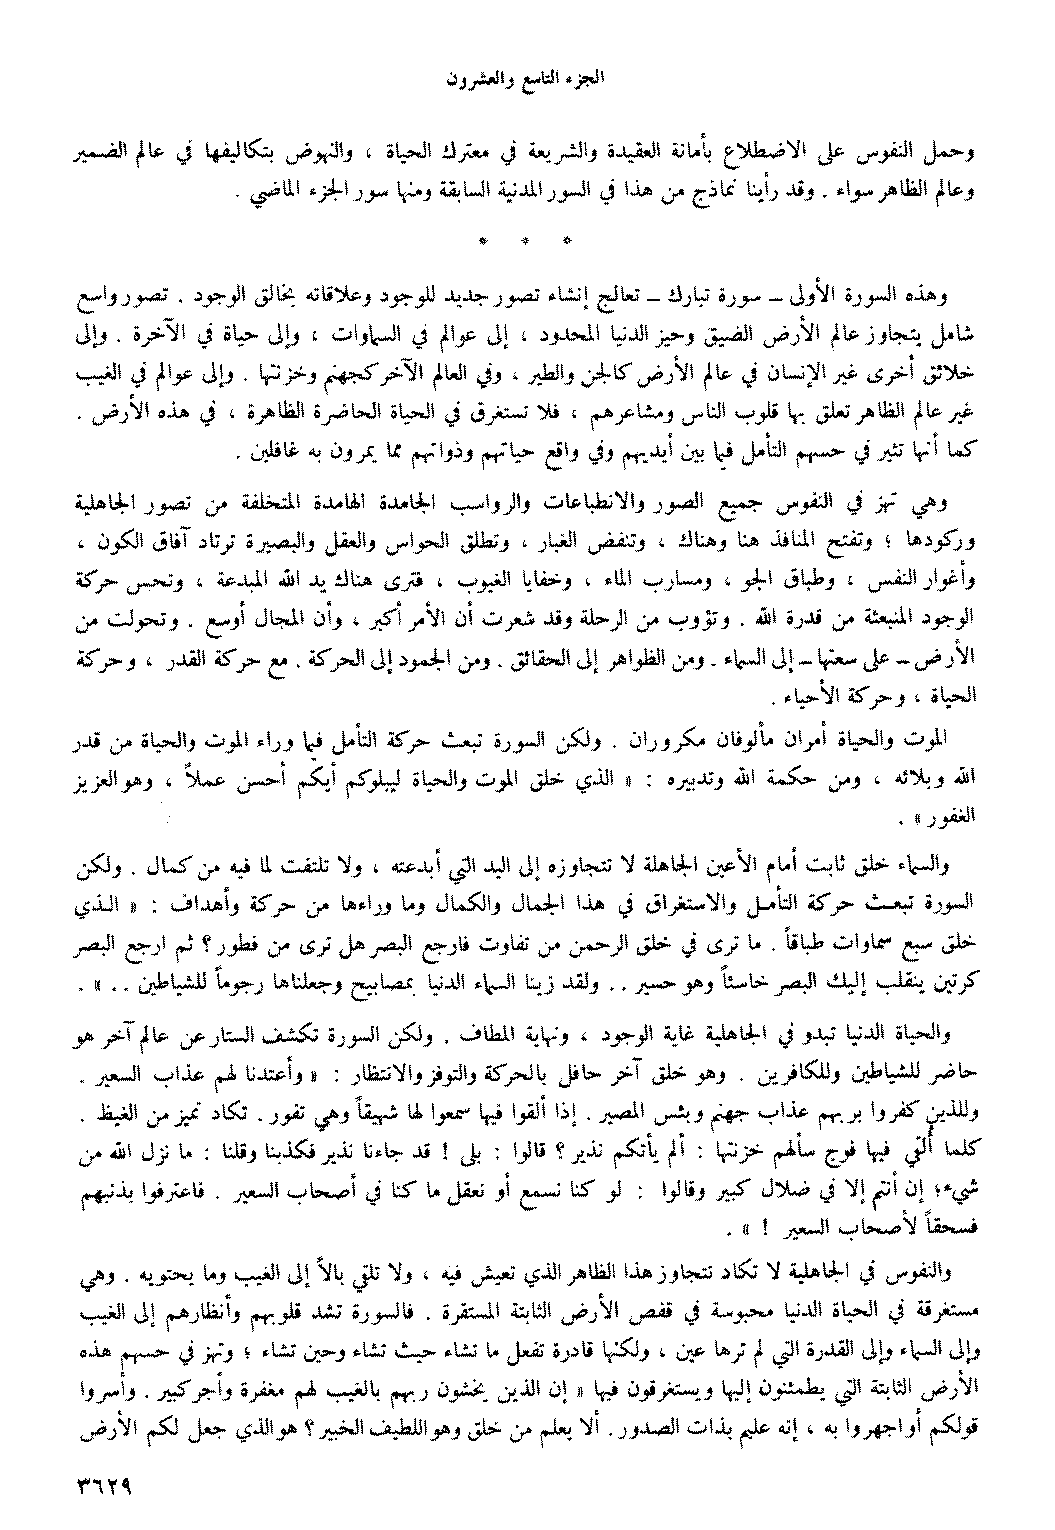 الجزء التاسع والعشرون
وحمل النفوس على الاضطلاع بأمانة العقيدة والشريعة في معترك الحياة ، والنهوض بتكاليفها في عالم الضمير
وعالم الظاهر سواء . وقد رأينا نماذج من هذا في السور المدنية السابقة ومنها سور الجزء الماضي .
* * *
وهذه السورة الأولى – سورة تبارك – تعالج إنشاء تصور جديد للوجود وعلاقاته بخالق الوجود . تصور واسع
شامل يتجاوز عالم الأرض الضيق وحيز الدنيا المحدود ، إلى عوالم في السماوات ، وإلى حياة في الآخرة . وإلى
خلائق أخرى غير الإنسان في عالم الأرض كالجن والطير ، وفي العالم الآخر كجهنم وخزنتها . وإلى عوالم في الغيب
غير عالم الظاهر تعلق بها قلوب الناس ومشاعرهم ، فلا تستغرق في الحياة الحاضرة الظاهرة ، في هذه الأرض .
كما أنها تثير في حسهم التأمل فيما بين أيديهم وفي واقع حياتهم وذواتهم مما يمرون به غافلين .
وهي تهز في النفوس جميع الصور والانطباعات والرواسب الجامدة الهامدة المتخلفة من تصور الجاهلية
وركودها ؛ وتفتح المنافذ هنا وهناك ، وتنفض الغبار ، وتطلق الحواس والعقل والبصيرة ترتاد آفاق الكون ،
وأغوار النفس ، وطباق الجو ، ومسارب الماء ، وخفايا الغيوب ، فترى هناك يد الله المبدعة ، وتحس حركة
الوجود المنبعثة من قدرة الله . وتؤوب من الرحلة وقد شعرت أن الأمر أكبر ، وأن المجال أوسع . وتحولت من
الأرض – على سعتها – إلى السماء . ومن الظواهر إلى الحقائق . ومن الجمود إلى الحركة . مع حركة القدر ، وحركة
الحياة ، وحركة الأحياء .
الموت والحياة أمران مألوفان مكروران . ولكن السورة تبعث حركة التأمل فيما وراء الموت والحياة من قدر
الله وبلائه ، ومن حكمة الله وتدبيره : « الذي خلق الموت والحياة ليبلوكم أيكم أحسن عملاً ، وهو العزيز
الغفور » .
والسماء خلق ثابت أمام الأعين الجاهلة لا تتجاوزه إلى اليد التي أبدعته ، ولا تلتفت لما فيه من كمال . ولكن
السورة تبعث حركة التأمل والاستغراق في هذا الجمال والكمال وما وراءها من حركة وأهداف : « الذي
خلق سبع سماوات طباقاً . ما ترى في خلق الرحمن من تفاوت فارجع البصر هل ترى من فطور ؟ ثم ارجع البصر
كرتين ينقلب إليك البصر خاسئاً وهو حسير .. ولقد زينا السماء الدنيا بمصابيح وجعلناها رجوماً للشياطين .. » .
والحياة الدنيا تبدو في الجاهلية غاية الوجود ، ونهاية المطاف . ولكن السورة تكشف الستار عن عالم آخر هو
حاضر للشياطين وللكافرين . وهو خلق آخر حافل بالحركة والتوفز والانتظار : « وأعتدنا لهم عذاب السعير .
وللذين كفروا بربهم عذاب جهنم وبئس المصير . إذا ألقوا فيها سمعوا لها شهيقاً وهي تفور . تكاد تميز من الغيظ .
كلما أُلقي فيها فوج سألهم خزنتها : ألم يأتكم نذير ؟ قالوا : بلى ! قد جاءنا نذير فكذبنا وقلنا : ما نزل الله من
شيء؛ إن أنتم إلا في ضلال كبير وقالوا : لو كنا نسمع أو نعقل ما كنا في أصحاب السعير . فاعترفوا بذنبهم
فسحقاً لأصحاب السعير ! » .
والنفوس في الجاهلية لا تكاد تتجاوز هذا الظاهر الذي تعيش فيه ، ولا تلقي بالاً إلى الغيب وما يحتويه . وهي
مستغرقة في الحياة الدنيا محبوسة في قفص الأرض الثابتة المستقرة . فالسورة تشد قلوبهم وأنظارهم إلى الغيب
وإلى السماء وإلى القدرة التي لم ترها عين ، ولكنها قادرة تفعل ما تشاء حيث تشاء وحين تشاء ؛ وتهز في حسهم هذه
الأرض الثابتة التي يطمئنون إليها ويستغرقون فيها « إن الذين يخشون ربهم بالغيب لهم مغفرة وأجر كبير . وأسروا
قولكم أو اجهروا به ، إنه عليم بذات الصدور . ألا يعلم من خلق وهو اللطيف الخبير ؟ هو الذي جعل لكم الأرض
٣٦٢٩